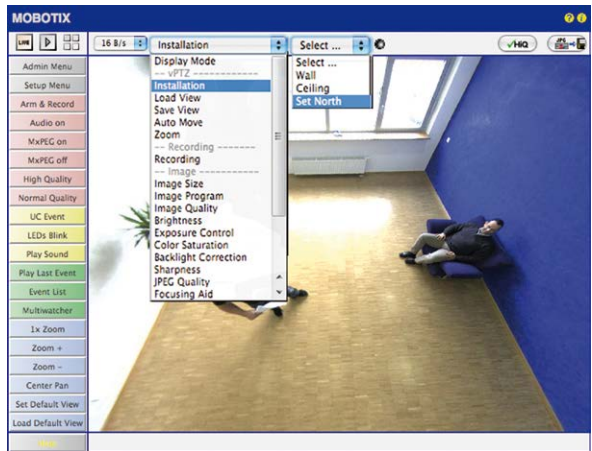 MOBOTIX
LIVE
16 B/s
Installation
Select ...
HiQ
Display Mode
-- vPTZ -------------
Installation
Load View
Save View
Auto Move
Zoom
-- Recording --------
Recording
-- Image -----------
Image Size
Image Program
Image Quality
Brightness
Exposure Control
Color Saturation
Backlight Correction
Sharpness
JPEG Quality
Focusing Aid
Select ...
Wall
Ceiling
Set North
Admin Menu
Setup Menu
Arm & Record
Audio on
MxPEG on
MxPEG off
High Quality
Normal Quality
UC Event
LEDs Blink
Play Sound
Play Last Event
Event List
Multiwatcher
1x Zoom
Zoom +
Zoom -
Center Pan
Set Default View
Load Default View